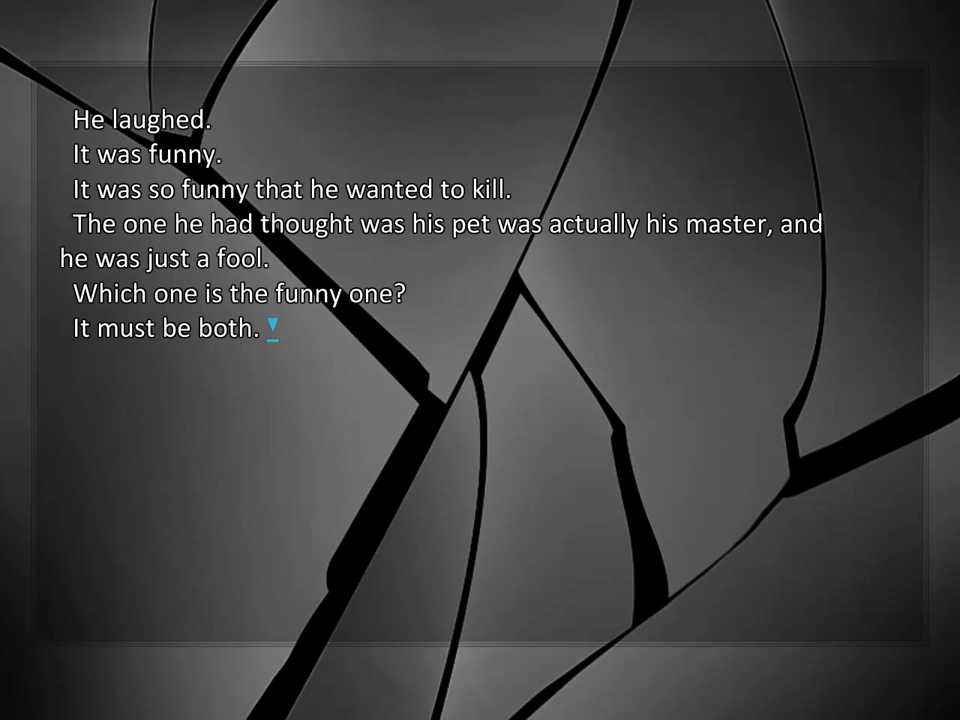 He laughed.
It was funny.
It was so funny that he wanted to kill.
The one he had thought was his pet was actually his master, and
he was just a fool.
Which one is the funny one?
It must be both.